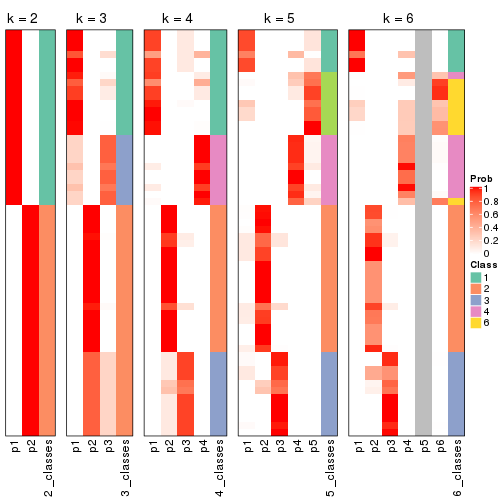 k = 2
k = 3
k = 4
k = 5
k = 6
p1
p2
2_classes
p1
p2
p3
3_classes
p1
p2
p3
p4
4_classes
p1
p2
p3
p4
p5
5_classes
p1
p2
p3
p4
p5
p6
6_classes
Prob
1
0.8
0.6
0.4
0.2
0
Class
1
2
3
4
6